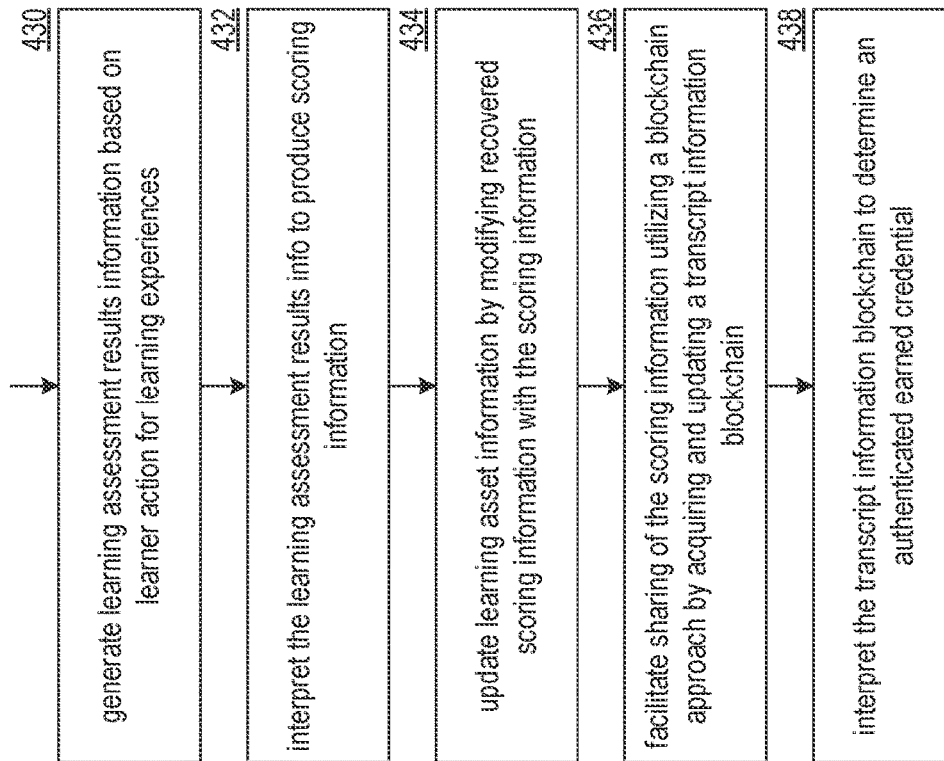 430
generate learning assessment results information based on
learner action for learning experiences
432
interpret the learning assessment results info to produce scoring
information
434
update learning asset information by modifying recovered
scoring information with the scoring information
436
facilitate sharing of the scoring information utilizing a blockchain
approach by acquiring and updating a transcript information
blockchain
438
interpret the transcript information blockchain to determine an
authenticated earned credential